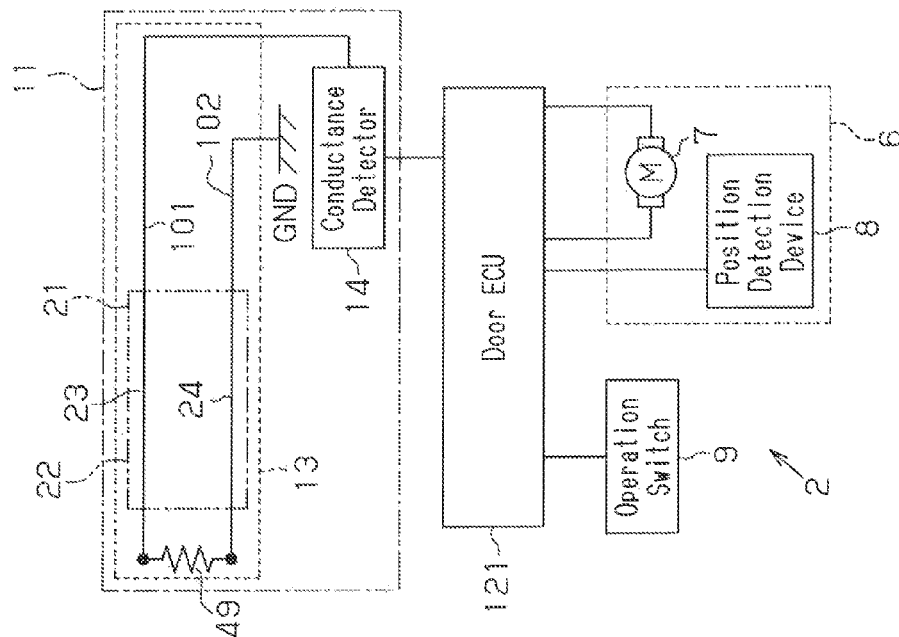 11
21
22
23
24
13
49
101
102
GND
Conductance
Detector
14
Door ECU
121
M
7
Position
Detection
Device
8
6
Operation
Switch
9
2